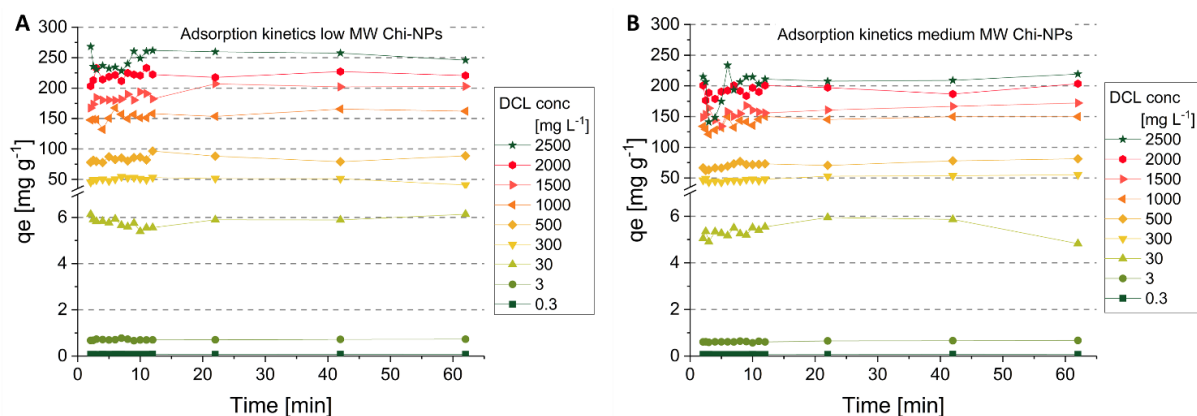 A
Adsorption kinetics low MW Chi-NPs
qe [mg g⁻¹]
300
250
200
150
100
50
6
4
2
0
0 10 20 30 40 50 60
Time [min]
DCL conc
[mg L⁻¹]
2500
2000
1500
1000
500
300
30
3
0.3
B
Adsorption kinetics medium MW Chi-NPs
qe [mg g⁻¹]
300
250
200
150
100
50
6
4
2
0
0 10 20 30 40 50 60
Time [min]
DCL conc
[mg L⁻¹]
2500
2000
1500
1000
500
300
30
3
0.3